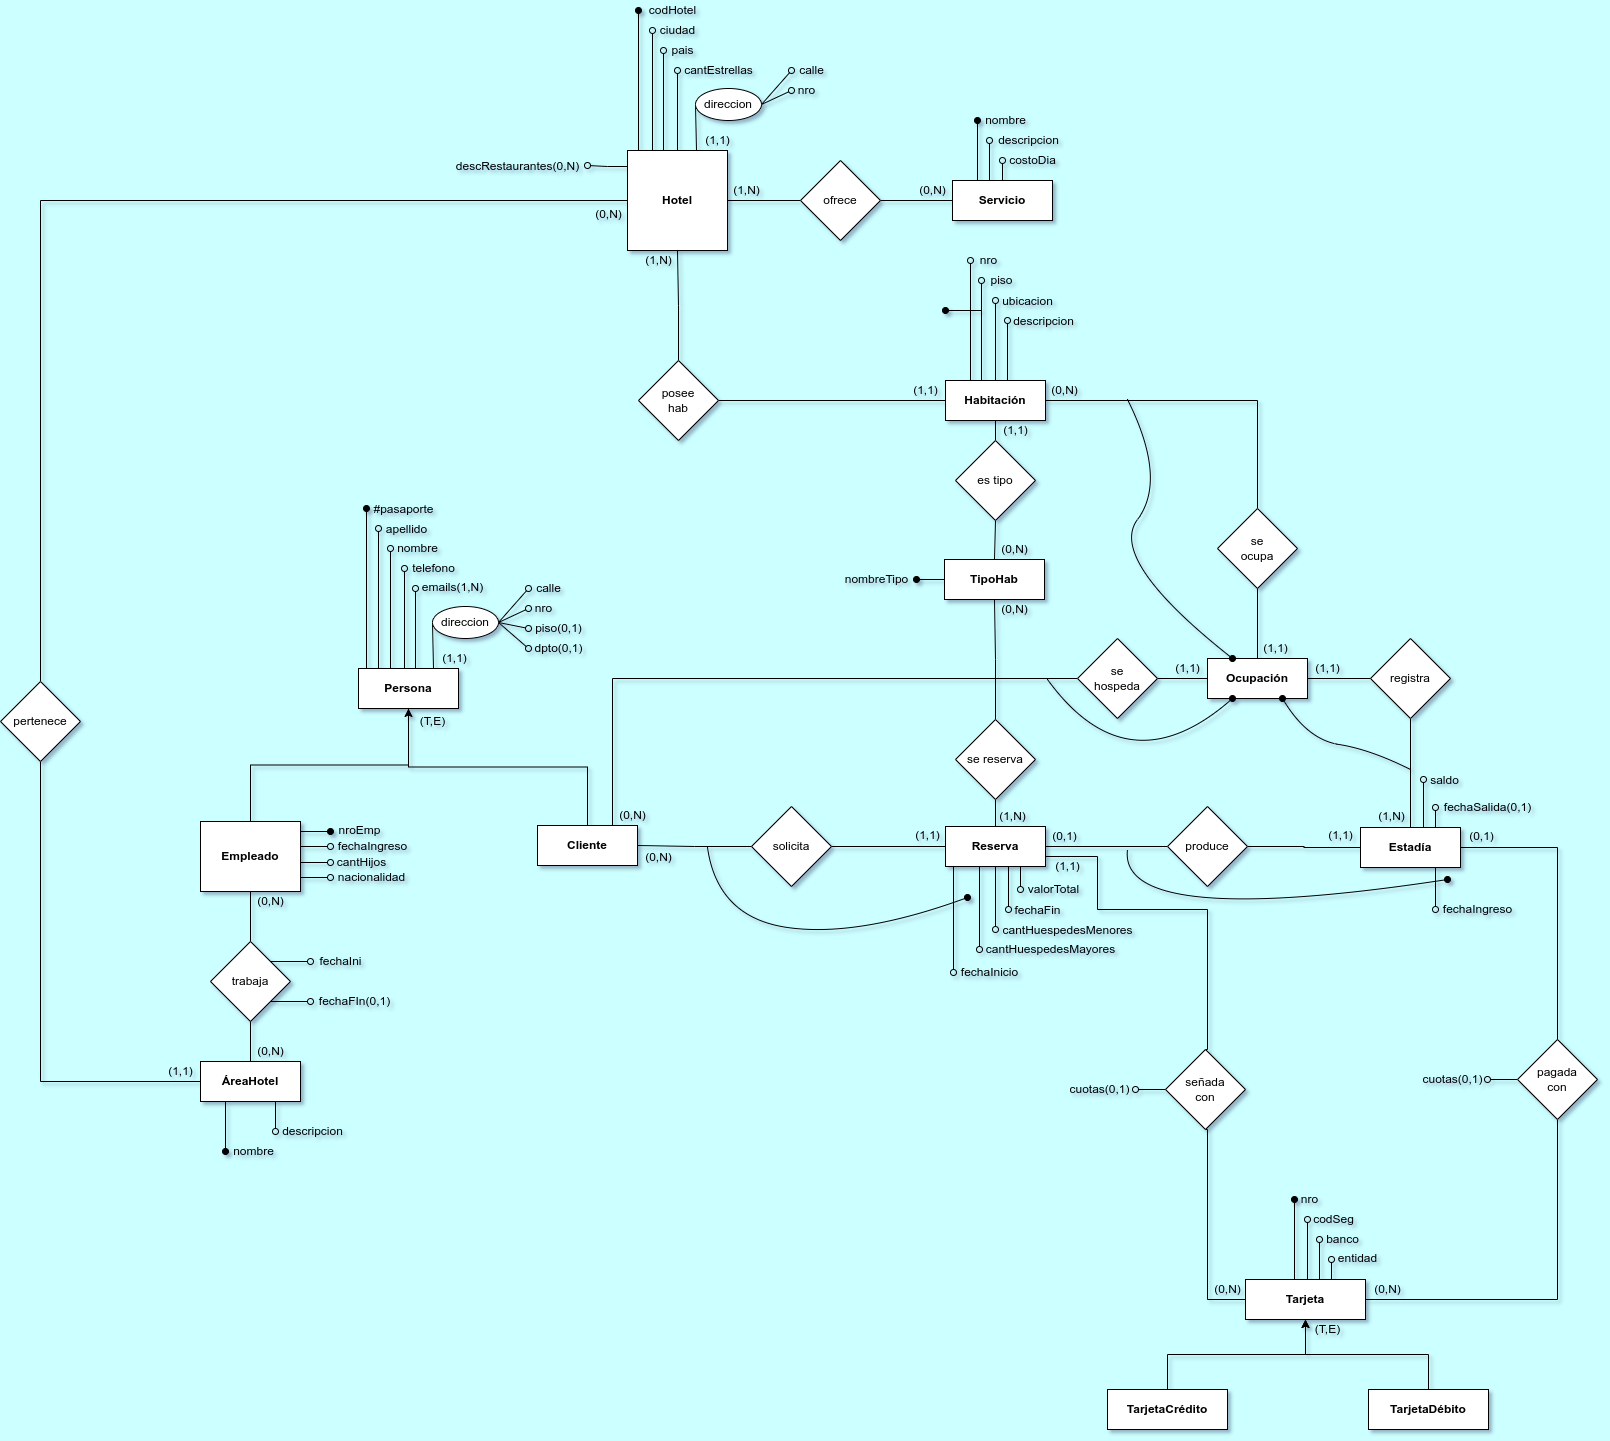 codHotel
ciudad
pais
cantEstrellas
calle
nro
direccion
(1,1)
descRestaurantes(0,N)
Hotel
(1,N)
ofrece
(0,N)
nombre
descripcion
costoDia
Servicio
(0,N)
(1,N)
nro
piso
ubicacion
descripcion
posee
hab
(1,1)
Habitación
(0,N)
(1,1)
es tipo
se
ocupa
#pasaporte
apellido
nombre
telefono
emails(1,N)
calle
nro
piso(0,1)
dpto(0,1)
direccion
(1,1)
Persona
(T,E)
(0,N)
nombreTipo
TipoHab
(0,N)
pertenece
se
hospeda
(1,1)
(1,1)
Ocupación
(1,1)
registra
se reserva
saldo
fechaSalida(0,1)
(0,N)
Cliente
(0,N)
solicita
(1,1)
(1,N)
Reserva
(0,1)
(1,1)
produce
(1,1)
(1,N)
Estadía
(0,1)
fechaIngreso
Empleado
nroEmp
fechaIngreso
cantHijos
nacionalidad
(0,N)
valorTotal
fechaFin
cantHuespedesMenores
cantHuespedesMayores
fechaInicio
trabaja
fechaIni
fechaFIn(0,1)
(0,N)
(1,1)
ÁreaHotel
descripcion
nombre
cuotas(0,1)
señada
con
cuotas(0,1)
pagada
con
nro
codSeg
banco
entidad
(0,N)
Tarjeta
(0,N)
(T,E)
TarjetaCrédito
TarjetaDébito